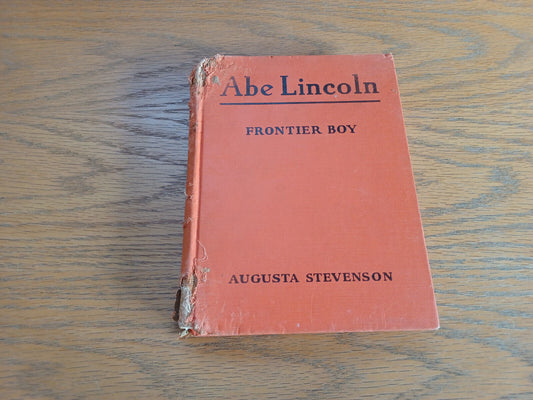 Abe Lincoln
FRONTIER BOY
AUGUSTA STEVENSON